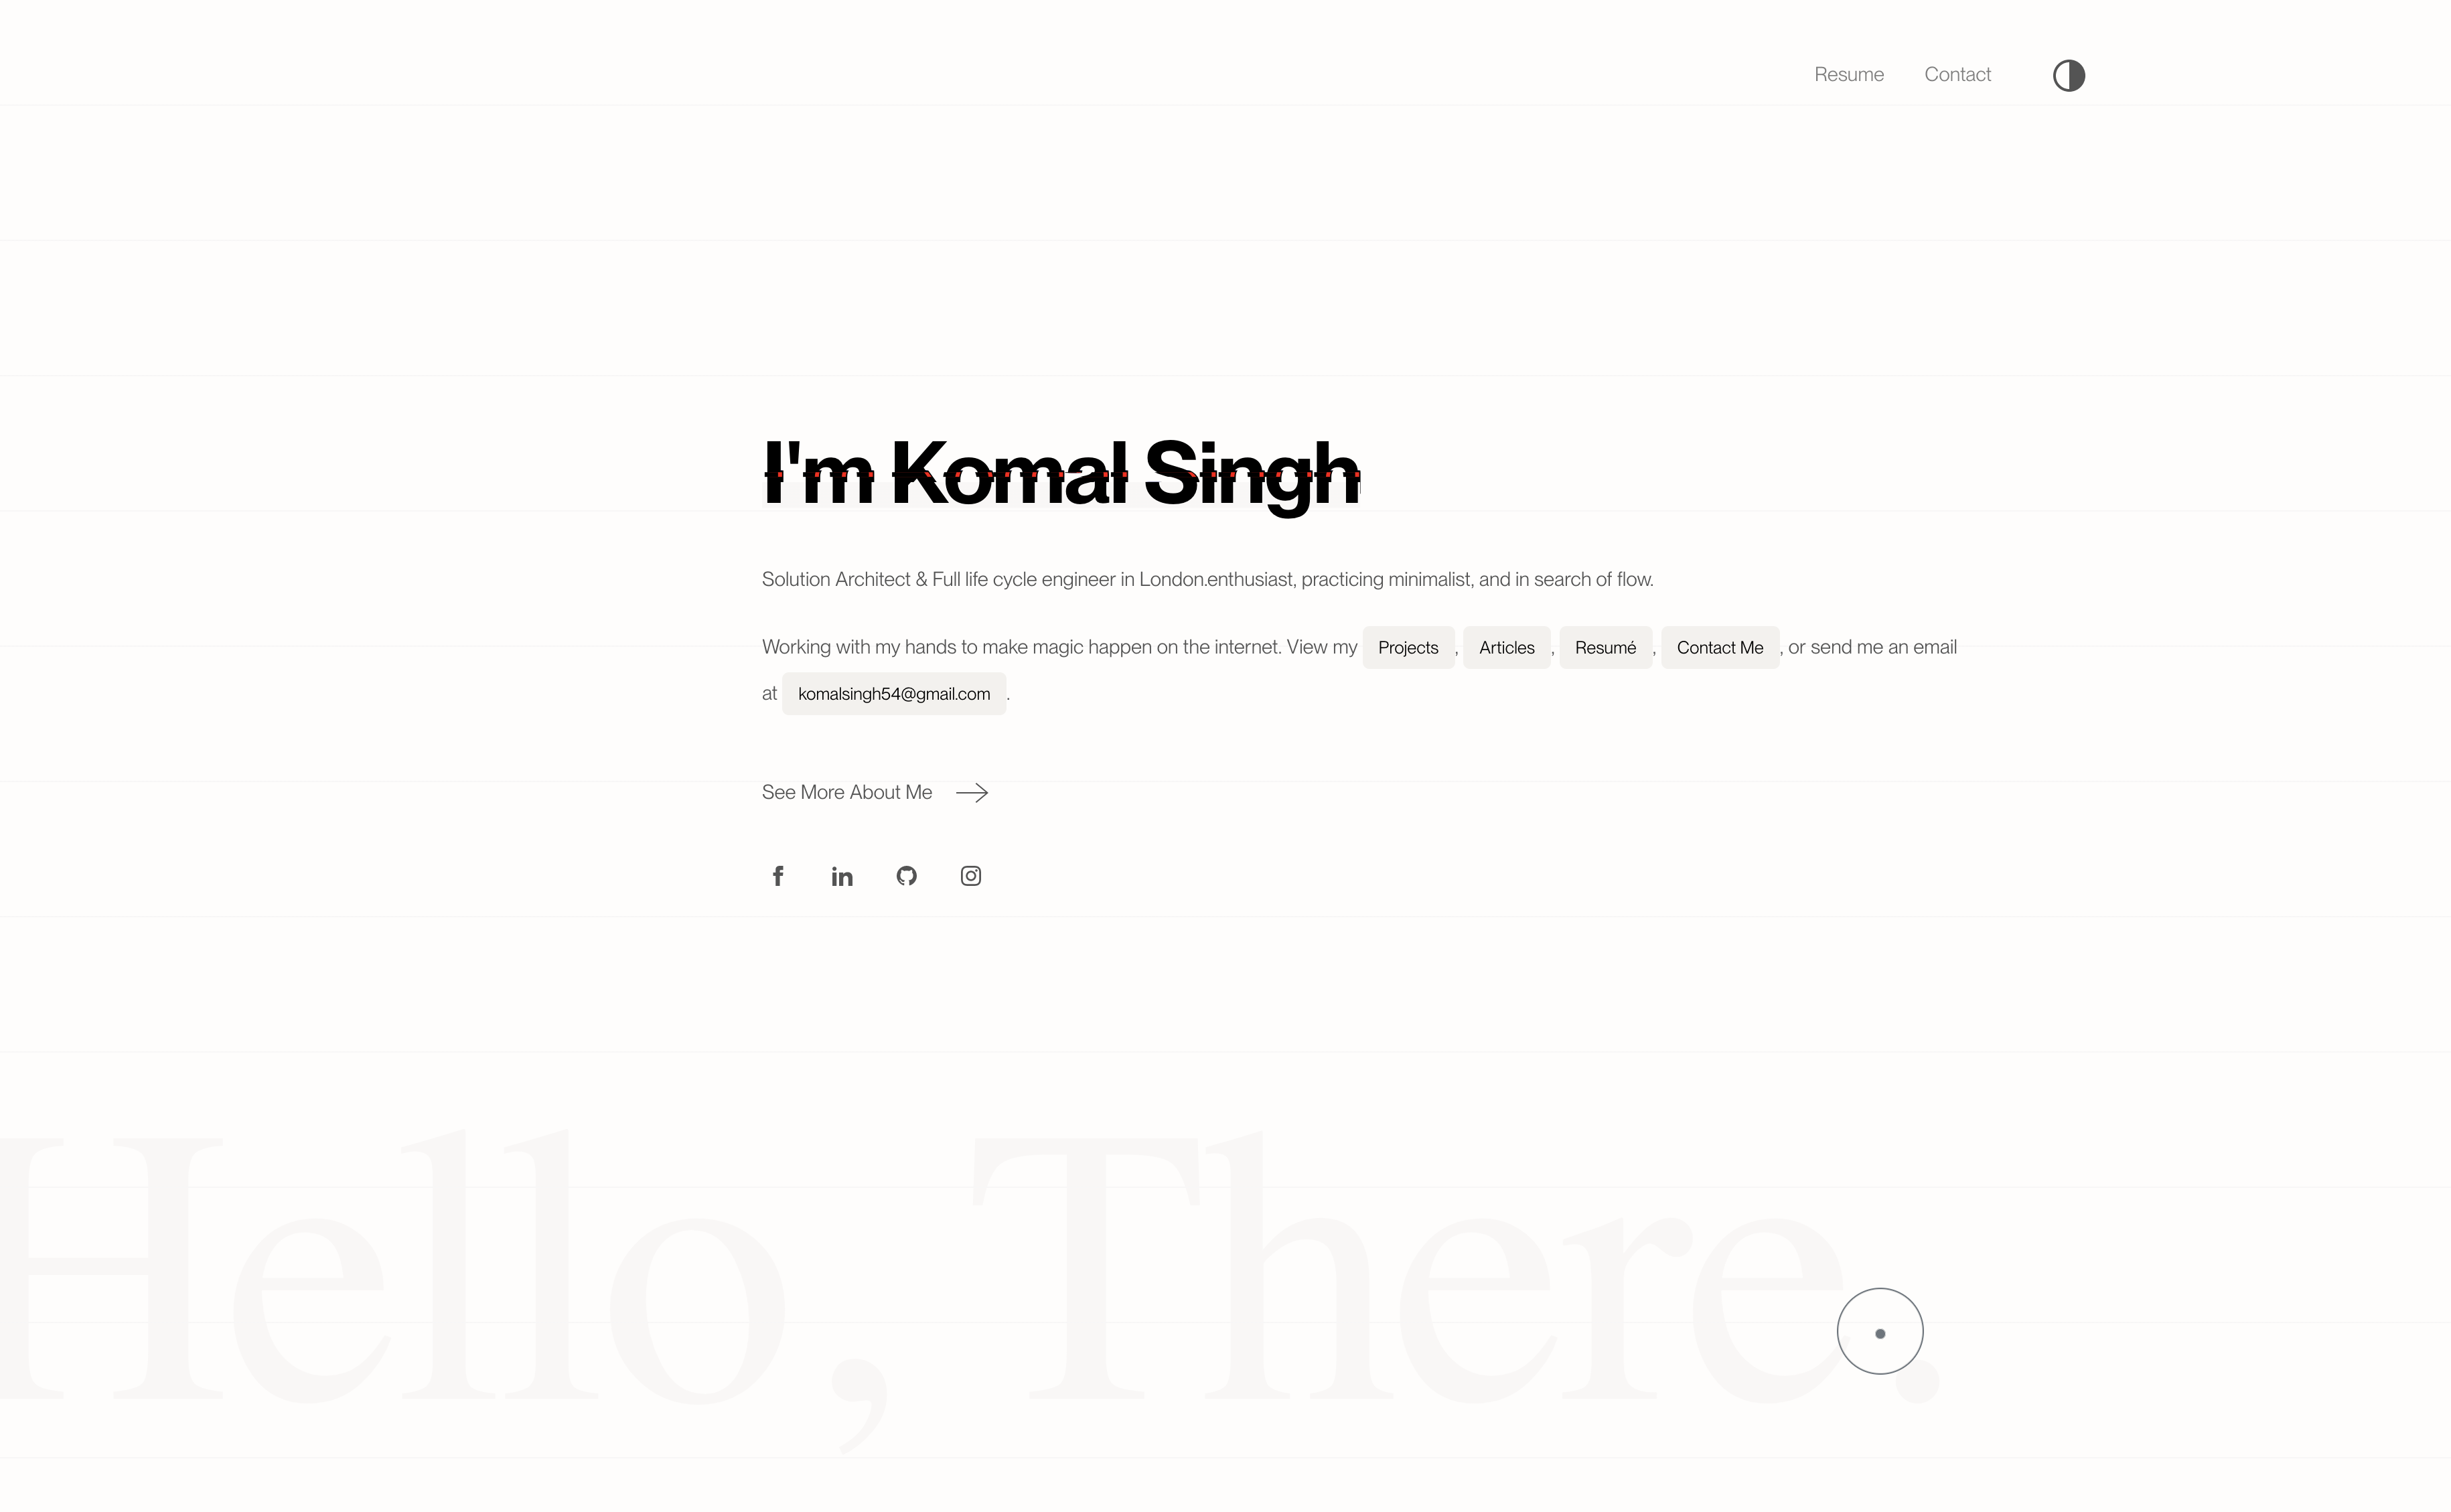 Resume Contact
I'm Komal Singh
Solution Architect & Full life cycle engineer in London.enthusiast, practicing minimalist, and in search of flow.
Working with my hands to make magic happen on the internet. View my Projects , Articles , Resumé , Contact Me , or send me an email
at komalsingh54@gmail.com .
See More About Me
Hello, There.